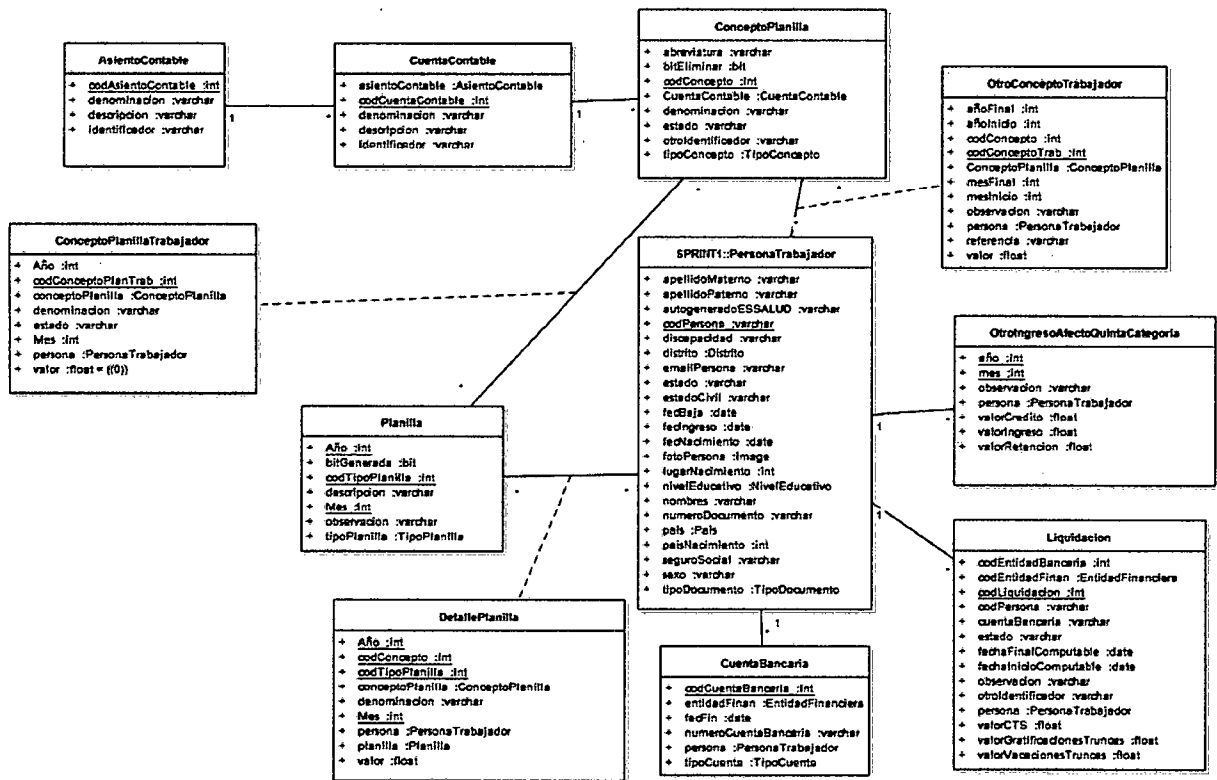 AsientoContable
+ codAsientoContable :int
+ denominacion :varchar
+ descripcion :varchar
+ identificador :varchar
1
*
CuentaContable
+ asientoContable :AsientoContable
+ codCuentaContable :int
+ denominacion :varchar
+ descripcion :varchar
+ identificador :varchar
1
*
ConceptoPlanilla
+ abreviatura :varchar
+ bitEliminar :bit
+ codConcepto :int
+ CuentaContable :CuentaContable
+ denominacion :varchar
+ estado :varchar
+ otroIdentificador :varchar
+ tipoConcepto :TipoConcepto
OtroConceptoTrabajador
+ añoFinal :int
+ añoInicio :int
+ codConcepto :int
+ codConceptoTrab :int
+ ConceptoPlanilla :ConceptoPlanilla
+ mesFinal :int
+ mesInicio :int
+ observacion :varchar
+ persona :PersonaTrabajador
+ referencia :varchar
+ valor :float
ConceptoPlanillaTrabajador
+ Año :int
+ codConceptoPlanTrab :int
+ conceptoPlanilla :ConceptoPlanilla
+ denominacion :varchar
+ estado :varchar
+ Mes :int
+ persona :PersonaTrabajador
+ valor :float = ((0))
SPRINT1::PersonaTrabajador
+ apellidoMaterno :varchar
+ apellidoPaterno :varchar
+ autogeneradoESSALUD :varchar
+ codPersona :varchar
+ discapacidad :varchar
+ distrito :Distrito
+ emailPersona :varchar
+ estado :varchar
+ estadoCivil :varchar
+ fecBaja :date
+ fecIngreso :date
+ fecNacimiento :date
+ fotoPersona :image
+ lugarNacimiento :int
+ nivelEducativo :NivelEducativo
+ nombres :varchar
+ numeroDocumento :varchar
+ pais :Pais
+ paisNacimiento :int
+ seguroSocial :varchar
+ sexo :varchar
+ tipoDocumento :TipoDocumento
OtroIngresoAfectoQuintaCategoria
+ año :int
+ mes :int
+ observacion :varchar
+ persona :PersonaTrabajador
+ valorCredito :float
+ valorIngreso :float
+ valorRetencion :float
1
*
Planilla
+ Año :int
+ bitGenerada :bit
+ codTipoPlanilla :int
+ descripcion :varchar
+ Mes :int
+ observacion :varchar
+ tipoPlanilla :TipoPlanilla
*
*
1
Liquidacion
+ codEntidadBancaria :int
+ codEntidadFinan :EntidadFinanciera
+ codLiquidacion :int
+ codPersona :varchar
+ cuentaBancaria :varchar
+ estado :varchar
+ fechaFinalComputable :date
+ fechaInicioComputable :date
+ observacion :varchar
+ otroIdentificador :varchar
+ persona :PersonaTrabajador
+ valorCTS :float
+ valorGratificacionesTruncas :float
+ valorVacacionesTruncas :float
DetallePlanilla
+ Año :int
+ codConcepto :int
+ codTipoPlanilla :int
+ conceptoPlanilla :ConceptoPlanilla
+ denominacion :varchar
+ Mes :int
+ persona :PersonaTrabajador
+ planilla :Planilla
+ valor :float
1
*
CuentaBancaria
+ codCuentaBancaria :int
+ entidadFinan :EntidadFinanciera
+ fecFin :date
+ numeroCuentaBancaria :varchar
+ persona :PersonaTrabajador
+ tipoCuenta :TipoCuenta